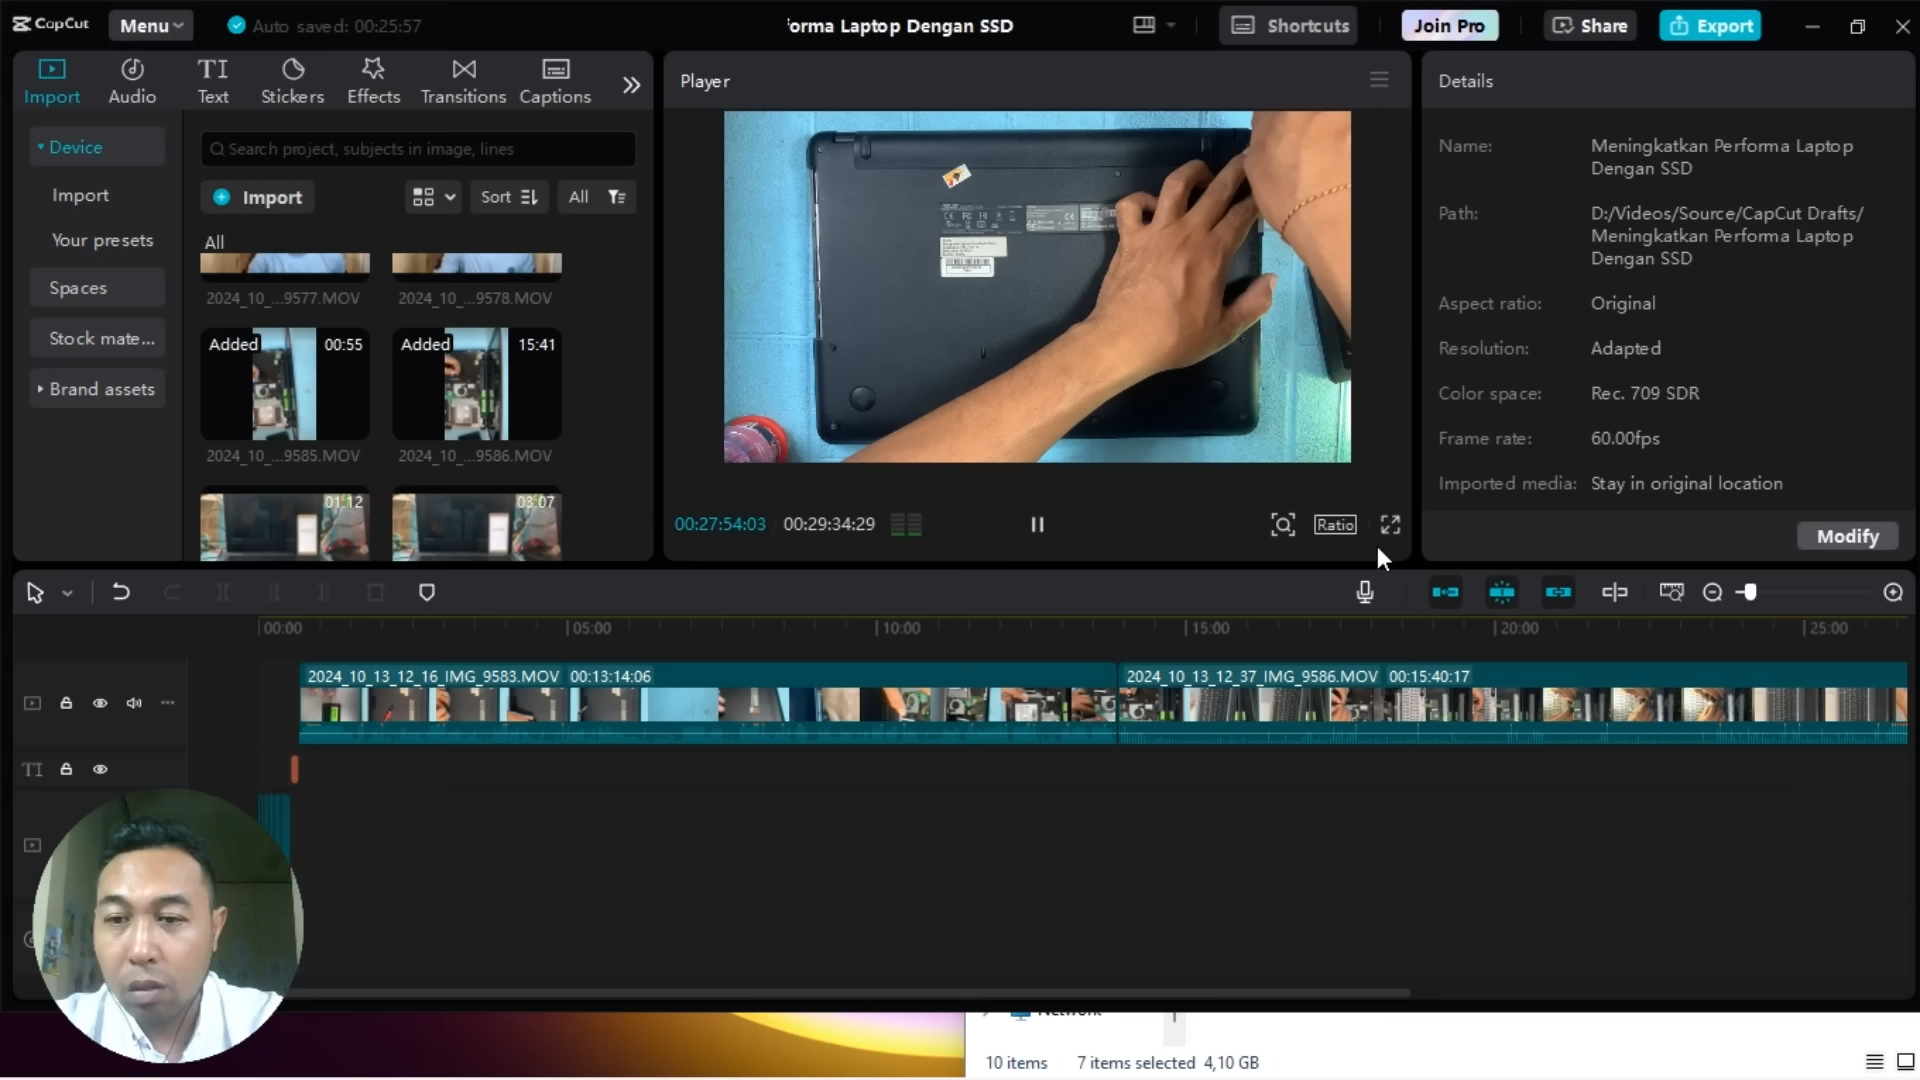 CapCut
Menu
Auto saved: 00:25:57
orma Laptop Dengan SSD
Shortcuts
Join Pro
Share
Export
Import
Audio
Text
Stickers
Effects
Transitions
Captions
Player
Details
Device
Import
Your presets
Spaces
Stock mate...
Brand assets
Search project, subjects in image, lines
Import
Sort
All
All
2024_10_...9577.MOV
2024_10_...9578.MOV
Added 00:55
Added 15:41
2024_10_...9585.MOV
2024_10_...9586.MOV
01:12
03:07
00:27:54:03
00:29:34:29
Ratio
Name: Meningkatkan Performa Laptop
Dengan SSD
Path: D:/Videos/Source/CapCut Drafts/
Meningkatkan Performa Laptop
Dengan SSD
Aspect ratio: Original
Resolution: Adapted
Color space: Rec. 709 SDR
Frame rate: 60.00fps
Imported media: Stay in original location
Modify
00:00
05:00
10:00
15:00
20:00
25:00
2024_10_13_12_16_IMG_9583.MOV 00:13:14:06
2024_10_13_12_37_IMG_9586.MOV 00:15:40:17
TI
Network
10 items 7 items selected 4,10 GB